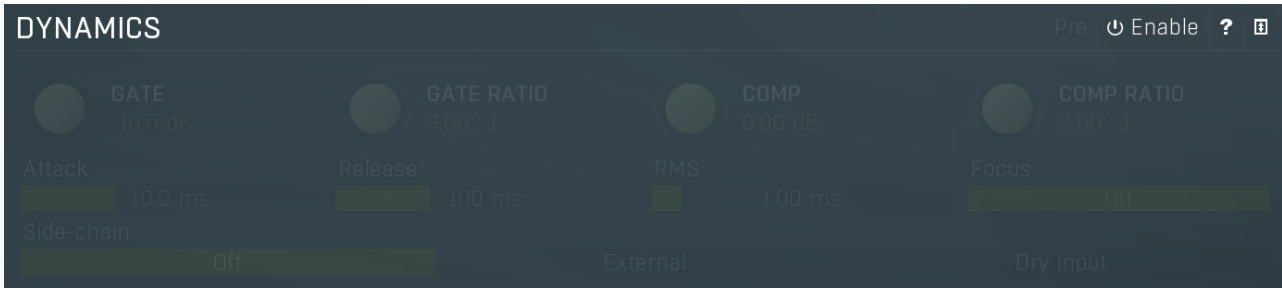 DYNAMICS Pre Enable ?
GATE GATE RATIO COMP COMP RATIO
-10.0 dB 8.00 : 1 0.00 dB 2.00 : 1
Attack Release RMS Focus
10.0 ms 100 ms 1.00 ms Off
Side-chain
Off External Dry input